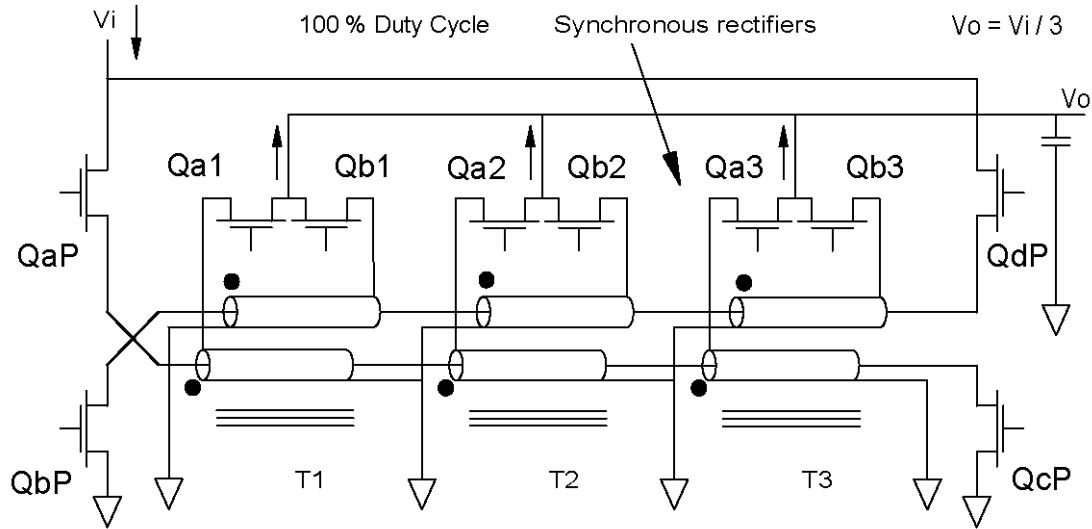 Vi 100 % Duty Cycle Synchronous rectifiers Vo = Vi / 3
Vo
Qa1 Qb1 Qa2 Qb2 Qa3 Qb3
QaP QdP
QbP T1 T2 T3 QcP